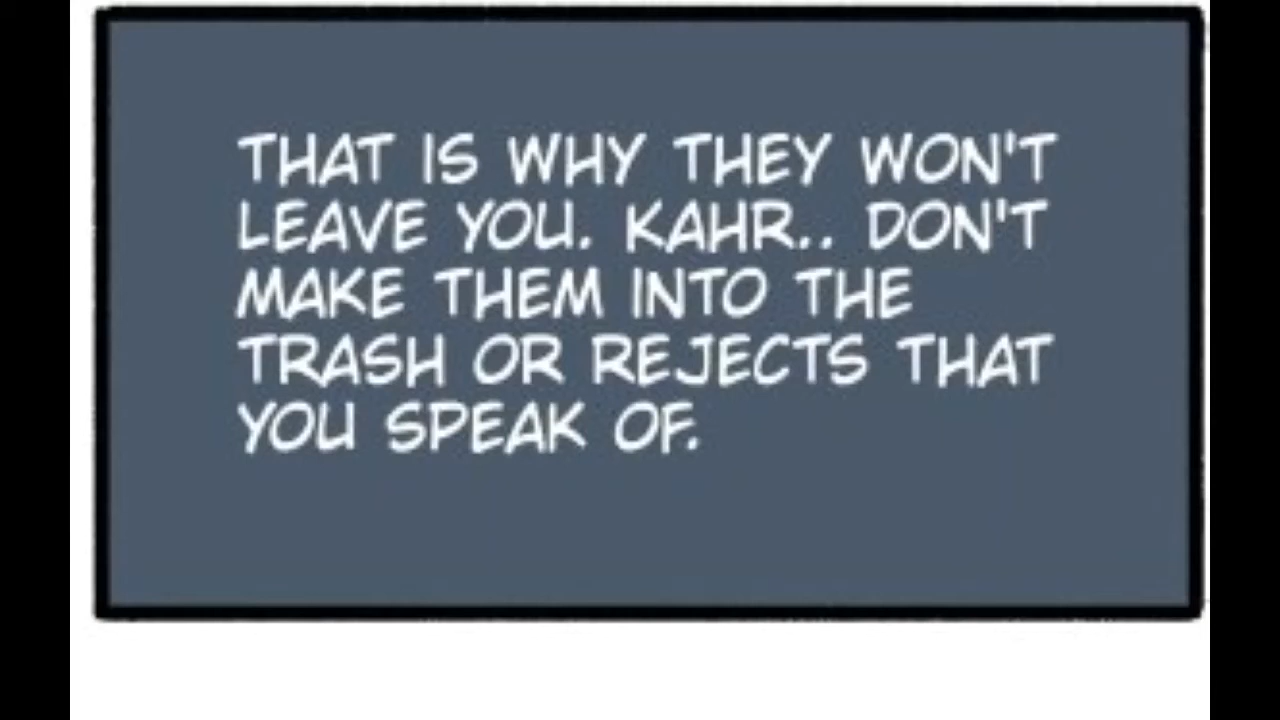 THAT IS WHY THEY WON'T
LEAVE YOU. KAHR.. DON'T
MAKE THEM INTO THE
TRASH OR REJECTS THAT
YOU SPEAK OF.